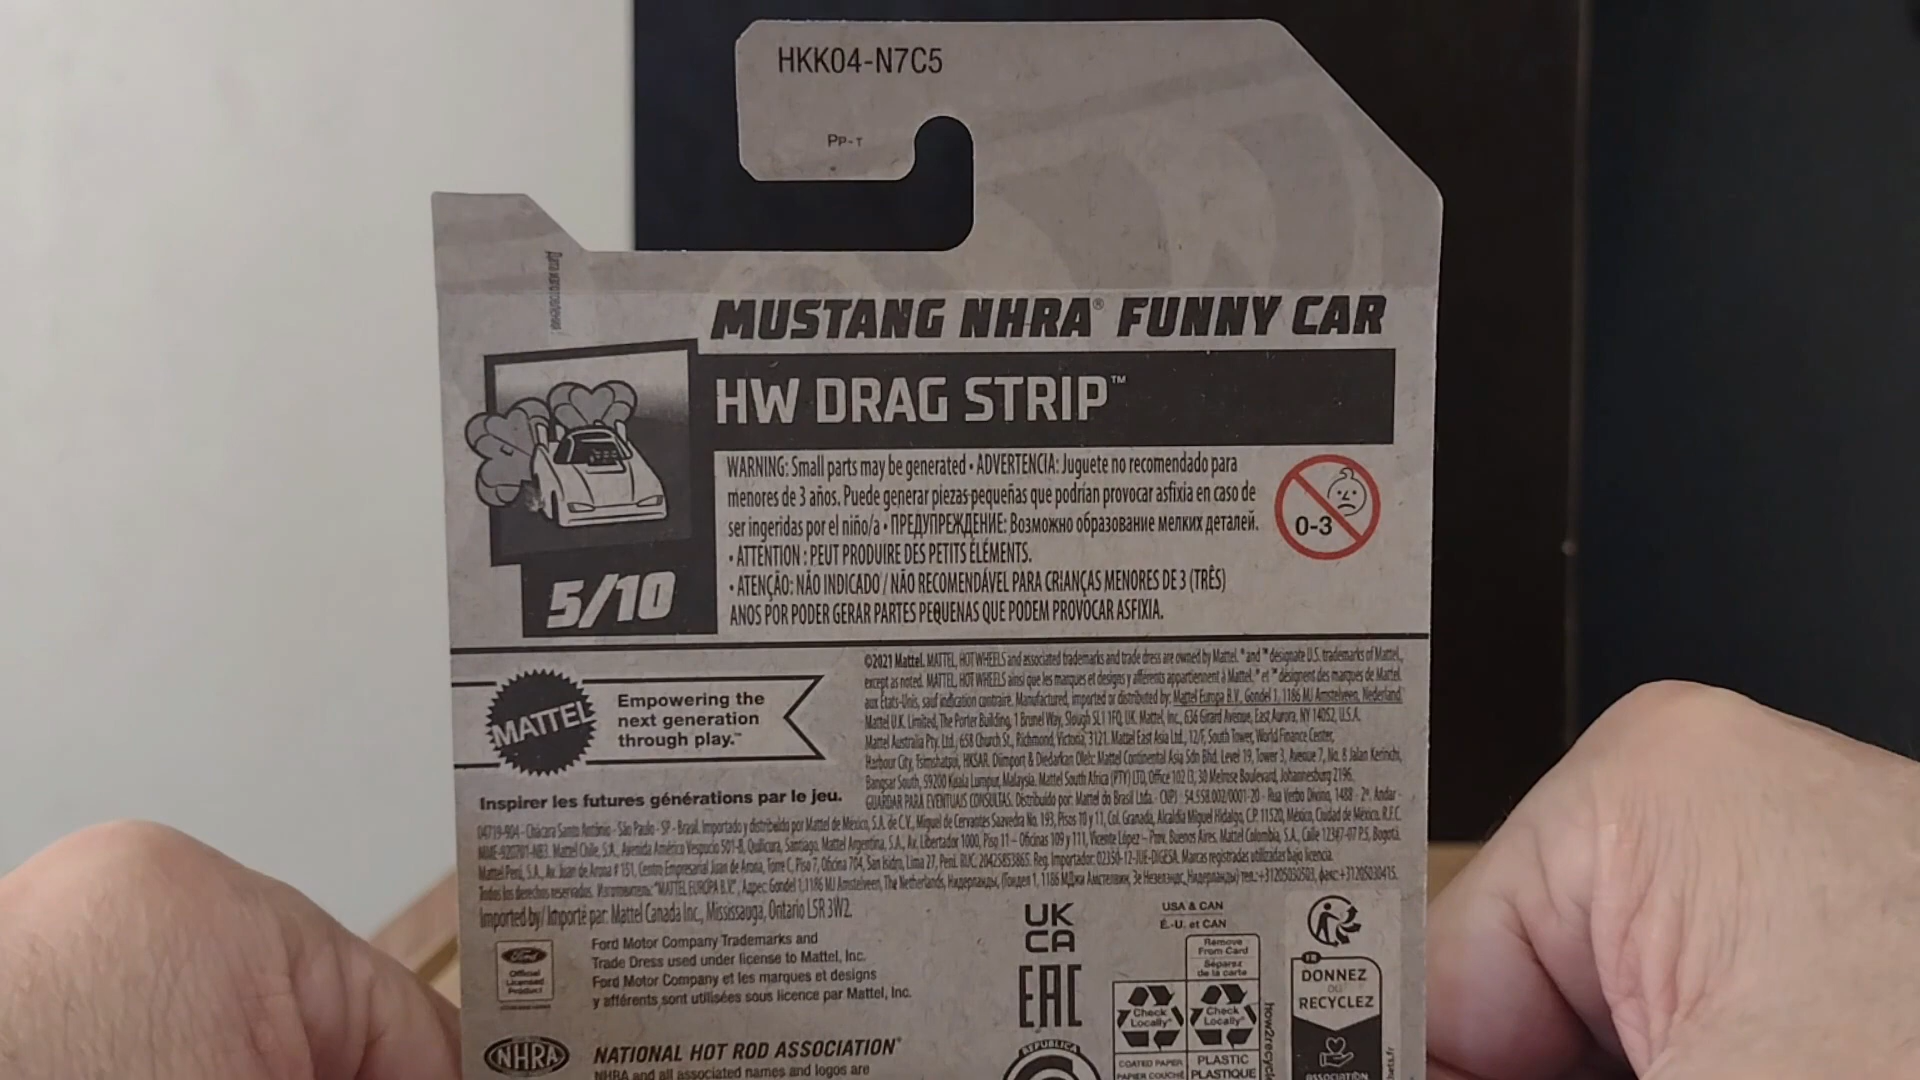 HKK04-N7C5
PP-T
MUSTANG NHRA® FUNNY CAR
HW DRAG STRIP™
WARNING: Small parts may be generated • ADVERTENCIA: Juguete no recomendado para
menores de 3 años. Puede generar piezas pequeñas que podrían provocar asfixia en caso de
ser ingeridas por el niño/a • ПРЕДУПРЕЖДЕНИЕ: Возможно образование мелких деталей.
• ATTENTION : PEUT PRODUIRE DES PETITS ÉLÉMENTS.
• ATENÇÃO: NÃO INDICADO / NÃO RECOMENDÁVEL PARA CRIANÇAS MENORES DE 3 (TRÊS)
ANOS POR PODER GERAR PARTES PEQUENAS QUE PODEM PROVOCAR ASFIXIA.
0-3
5/10
MATTEL
Empowering the
next generation
through play.™
Inspirer les futures générations par le jeu.
©2021 Mattel. MATTEL, HOT WHEELS and associated trademarks and trade dress are owned by Mattel. ® and ™ designate U.S. trademarks of Mattel,
except as noted. MATTEL, HOT WHEELS ainsi que les marques et designs y afférents appartiennent à Mattel. ® et ™ désignent des marques de Mattel
aux États-Unis, sauf indication contraire. Manufactured, imported or distributed by: Mattel Europa B.V., Gondel 1, 1186 MJ Amstelveen, Nederland.
Mattel U.K. Limited, The Porter Building, 1 Brunel Way, Slough SL1 1FQ, UK. Mattel, Inc., 636 Girard Avenue, East Aurora, NY 14052, U.S.A.
Mattel Australia Pty. Ltd., 658 Church St., Richmond, Victoria, 3121. Mattel East Asia Ltd., 12/F, South Tower, World Finance Center,
Harbour City, Tsimshatsui, HKSAR. Diimport & Diedarkan Oleh: Mattel Continental Asia Sdn Bhd. Level 19, Tower 3, Avenue 7, No. 8 Jalan Kerinchi,
Bangsar South, 59200 Kuala Lumpur, Malaysia. Mattel South Africa (PTY) LTD, Office 102 I3, 30 Melrose Boulevard, Johannesburg 2196.
GUARDAR PARA EVENTUAIS CONSULTAS. Distribuido por: Mattel do Brasil Ltda. - CNPJ : 54.558.002/0001-20 - Rua Verbo Divino, 1488 - 2º. Andar -
04719-904 - Chácara Santo Antônio - São Paulo - SP - Brasil. Importado y distribuido por Mattel de México, S.A. de C.V., Miguel de Cervantes Saavedra No. 193, Pisos 10 y 11, Col. Granada, Alcaldía Miguel Hidalgo, C.P. 11520, México, Ciudad de México. R.F.C.
MME-920701-NB3. Mattel Chile, S.A., Avenida Américo Vespucio 501-B, Quilicura, Santiago. Mattel Argentina, S.A., Av. Libertador 1000, Piso 11 – Oficinas 109 y 111, Vicente López – Prov. Buenos Aires. Mattel Colombia, S.A., Calle 123#7-07 P.5, Bogotá.
Mattel Perú, S.A., Av. Juan de Arona # 151, Centro Empresarial Juan de Arona, Torre C, Piso 7, Oficina 704, San Isidro, Lima 27, Perú. RUC: 20425853865. Reg. Importador: 02350-12-JUE-DIGESA. Marcas registradas utilizadas bajo licencia.
Todos los derechos reservados. Изготовитель: "MATTEL EUROPA B.V.", Адрес: Gondel 1,1186 MJ Amstelveen, The Netherlands, Нидерланды, (Гондел 1, 1186 МДжи Амстелвин, Зе Незелэндс, Нидерланды) тел.:+31205030503, факс:+31205030415.
Imported by/ Importé par: Mattel Canada Inc., Mississauga, Ontario L5R 3W2.
Ford
Official
Licensed
Product
Ford Motor Company Trademarks and
Trade Dress used under license to Mattel, Inc.
Ford Motor Company et les marques et designs
y afférents sont utilisées sous licence par Mattel, Inc.
NHRA
NATIONAL HOT ROD ASSOCIATION®
NHRA and all associated names and logos are
UK
CA
EAC
REPUBLICA
USA & CAN
É.-U. et CAN
Remove
From Card
Séparez
de la carte
Check
Locally*
Check
Locally*
COATED PAPER
PAPIER COUCHÉ
PLASTIC
PLASTIQUE
how2recycle
FR
DONNEZ
OU
RECYCLEZ
ASSOCIATION